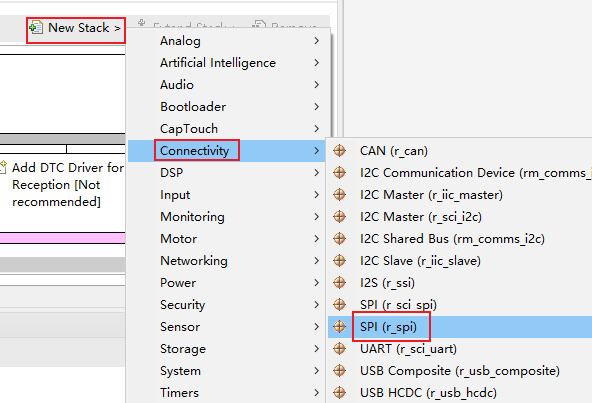 New Stack >
Extend Stack >
Remove
Analog
Artificial Intelligence
Audio
Bootloader
CapTouch
Connectivity
DSP
Input
Monitoring
Motor
Networking
Power
Security
Sensor
Storage
System
Timers
Add DTC Driver for
Reception [Not
recommended]
CAN (r_can)
I2C Communication Device (rm_comms_i
I2C Master (r_iic_master)
I2C Master (r_sci_i2c)
I2C Shared Bus (rm_comms_i2c)
I2C Slave (r_iic_slave)
I2S (r_ssi)
SPI (r_sci_spi)
SPI (r_spi)
UART (r_sci_uart)
USB Composite (r_usb_composite)
USB HCDC (r_usb_hcdc)